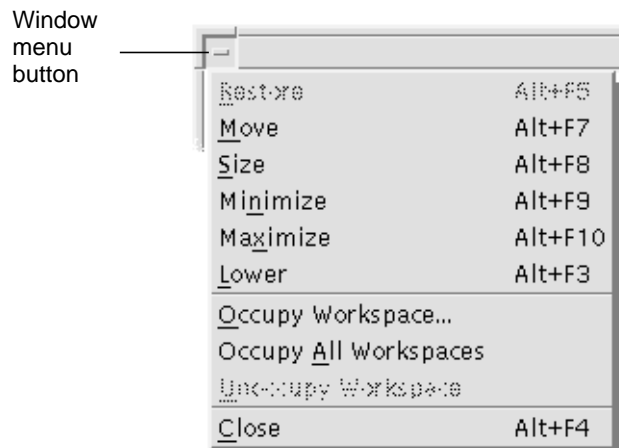 Window
menu
button
Restore Alt+F5
Move Alt+F7
Size Alt+F8
Minimize Alt+F9
Maximize Alt+F10
Lower Alt+F3
Occupy Workspace...
Occupy All Workspaces
Unoccupy Workspace
Close Alt+F4